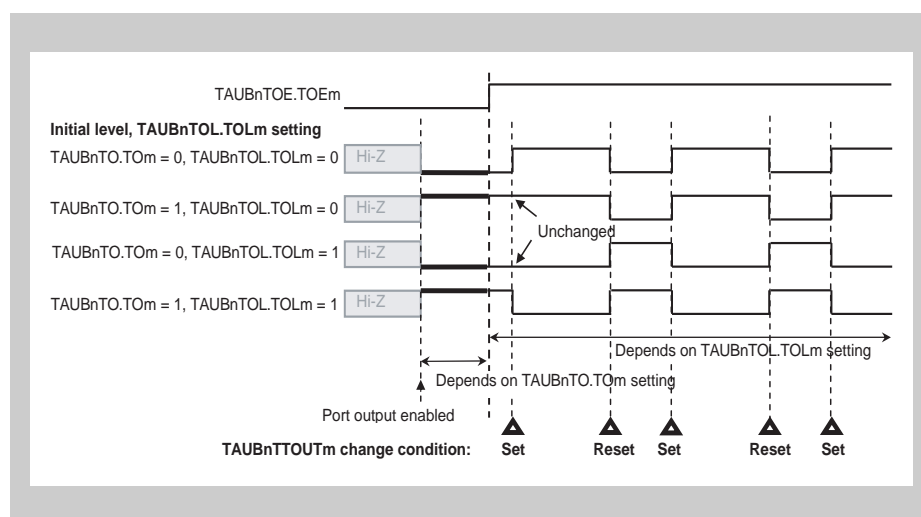 TAUBnTOE.TOEm
Initial level, TAUBnTOL.TOLm setting
TAUBnTO.TOm = 0, TAUBnTOL.TOLm = 0 Hi-Z
TAUBnTO.TOm = 1, TAUBnTOL.TOLm = 0 Hi-Z
Unchanged
TAUBnTO.TOm = 0, TAUBnTOL.TOLm = 1 Hi-Z
TAUBnTO.TOm = 1, TAUBnTOL.TOLm = 1 Hi-Z
Depends on TAUBnTOL.TOLm setting
Depends on TAUBnTO.TOm setting
Port output enabled
TAUBnTTOUTm change condition: Set Reset Set Reset Set